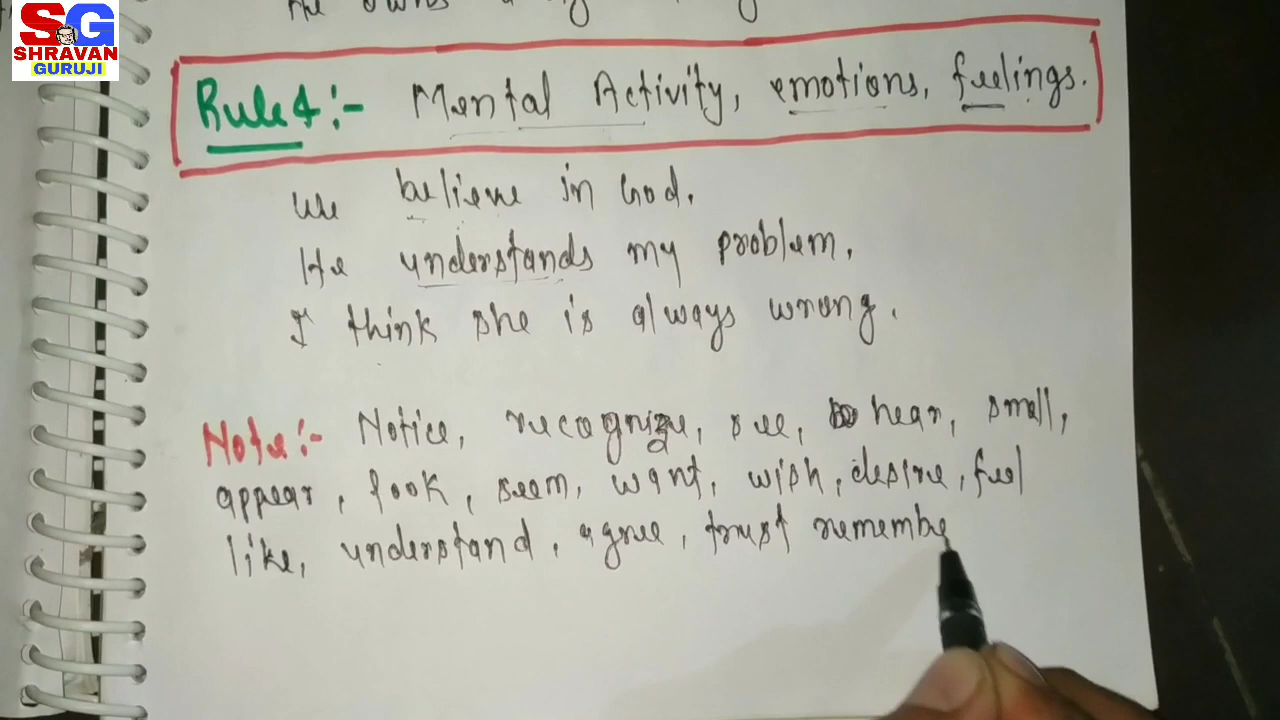 SG
SHRAVAN
GURUJI
Rule 4:- Mental Activity, emotions, feelings.
We believe in God.
He understands my problem.
I think she is always wrong.
Note:- Notice, recognize, see, hear, smell,
appear, look, seem, want, wish, desire, feel
like, understand, agree, trust remembe